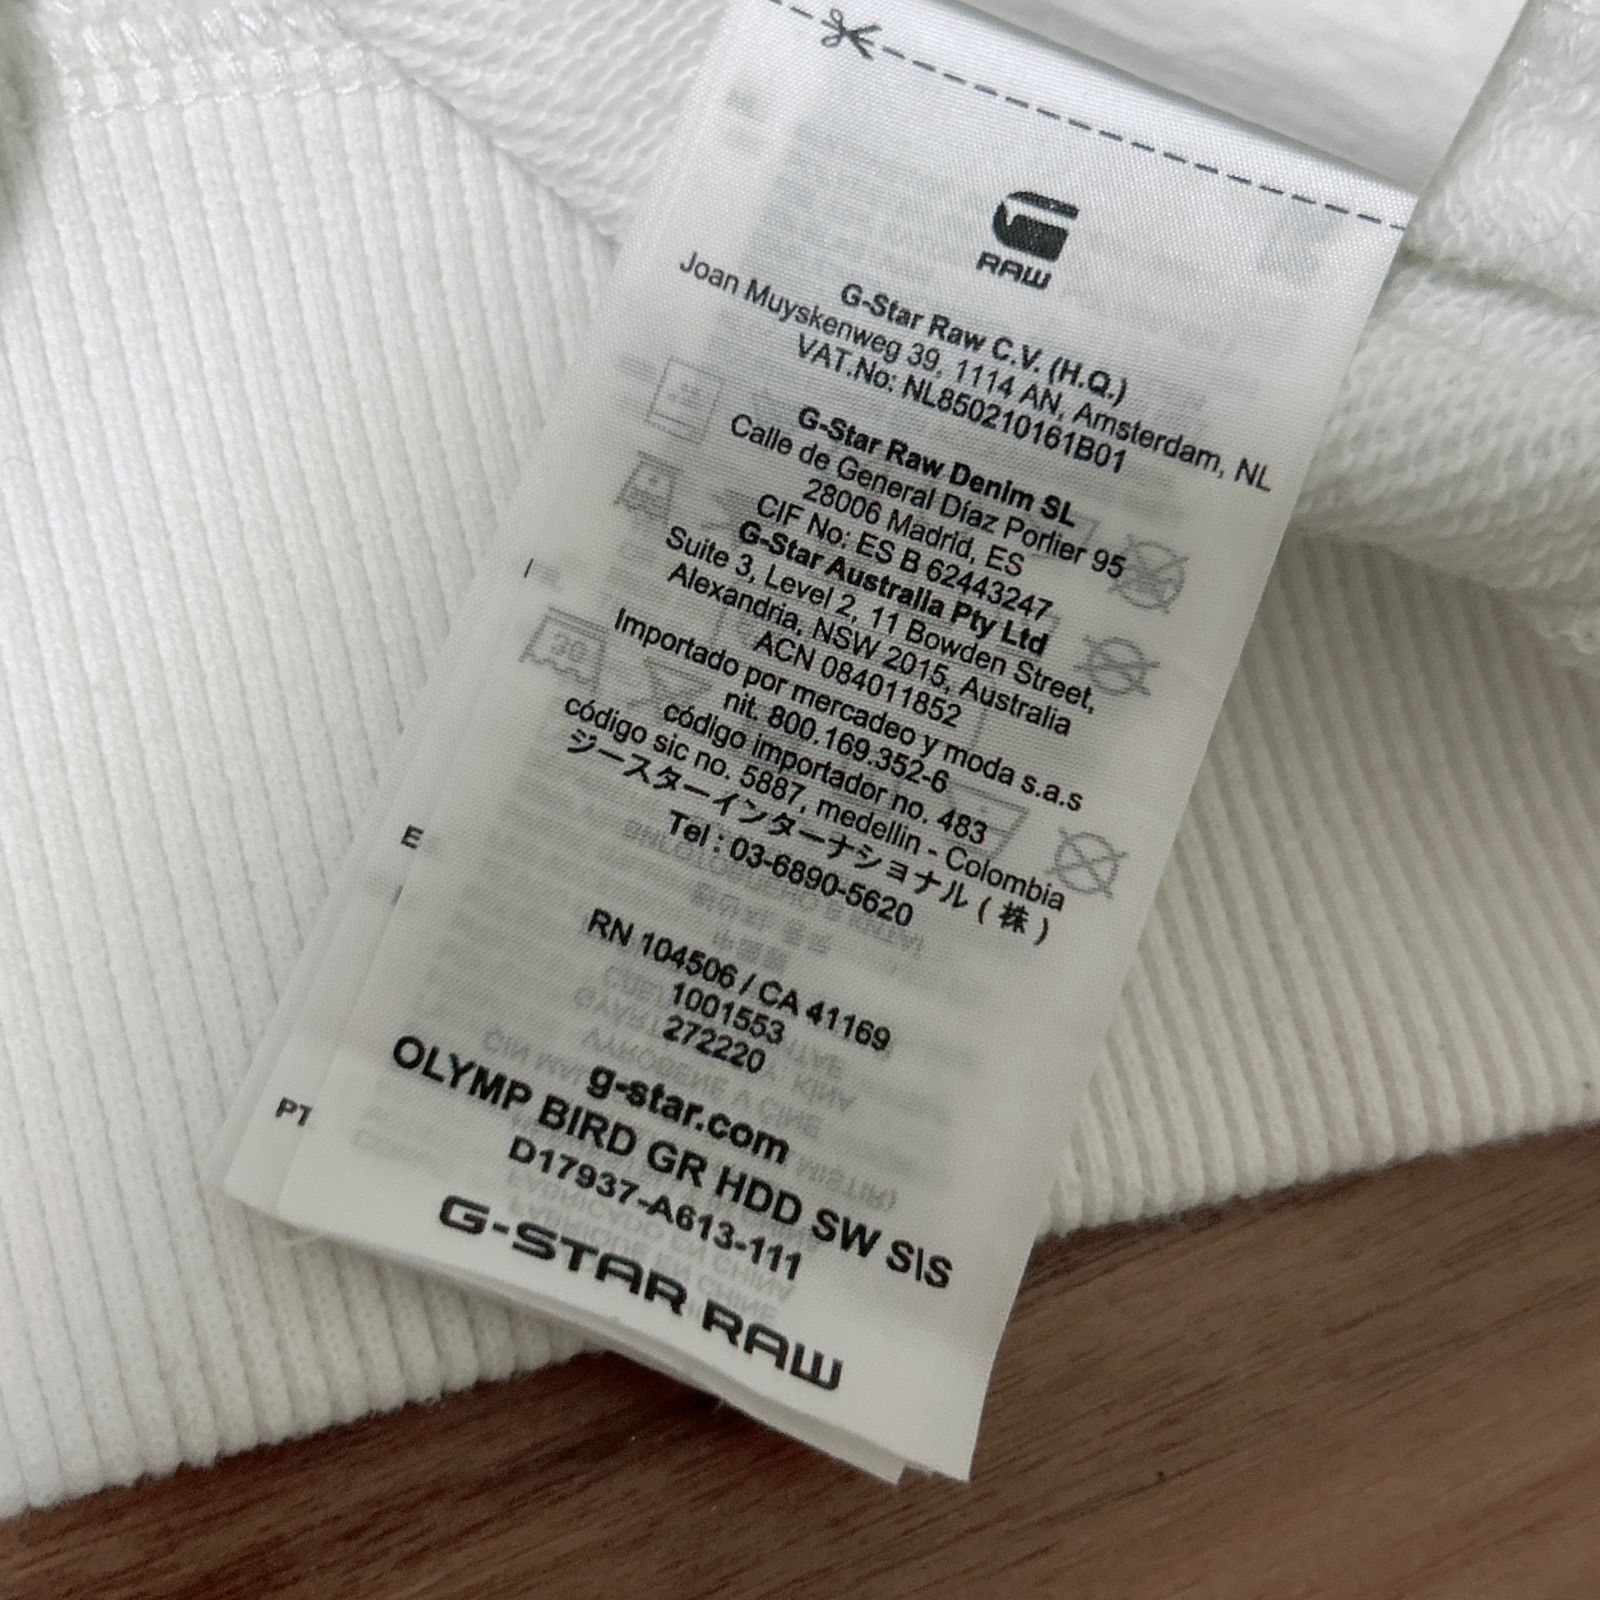 RAW
G-Star Raw C.V. (H.Q.)
Joan Muyskenweg 39, 1114 AN, Amsterdam, NL
VAT.No: NL850210161B01
G-Star Raw Denim SL
Calle de General Díaz Porlier 95
28006 Madrid, ES
CIF No: ES B 62443247
G-Star Australia Pty Ltd
Suite 3, Level 2, 11 Bowden Street,
Alexandria, NSW 2015, Australia
ACN 084011852
Importado por mercadeo y moda s.a.s
nit. 800.169.352-6
código importador no. 483
código sic no. 5887, medellin - Colombia
ジースターインターナショナル (株)
Tel : 03-6890-5620
RN 104506 / CA 41169
1001553
272220
g-star.com
OLYMP BIRD GR HDD SW S|S
D17937-A613-111
G-STAR RAW
E
PT